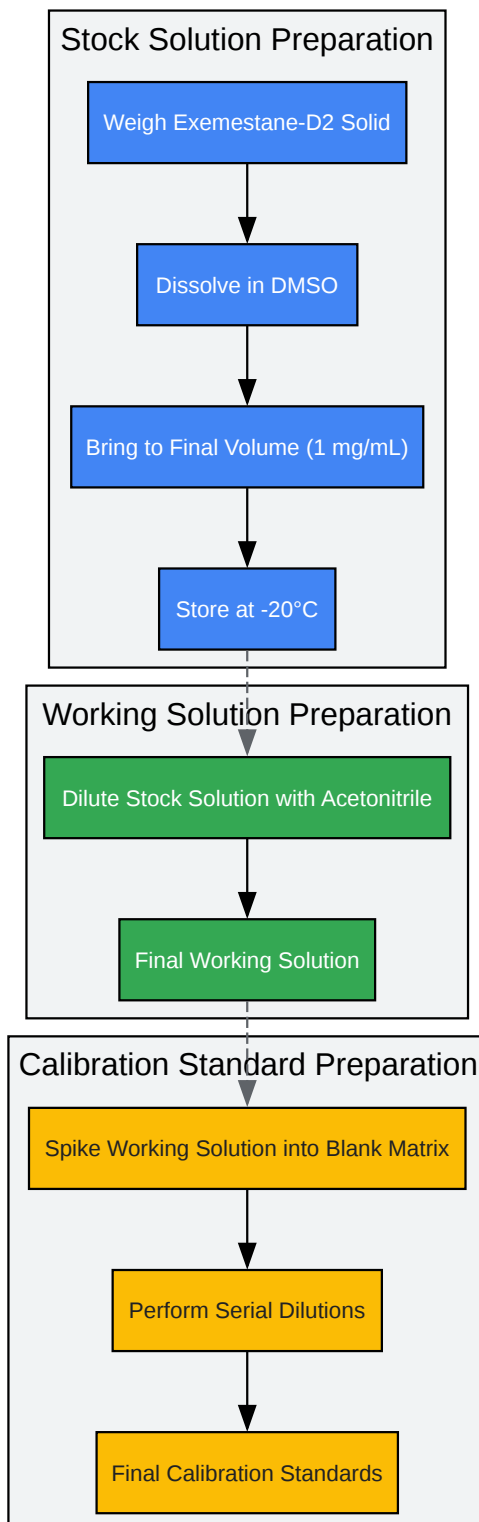 Stock Solution Preparation
Weigh Exemestane-D2 Solid
Dissolve in DMSO
Bring to Final Volume (1 mg/mL)
Store at -20°C
Working Solution Preparation
Dilute Stock Solution with Acetonitrile
Final Working Solution
Calibration Standard Preparation
Spike Working Solution into Blank Matrix
Perform Serial Dilutions
Final Calibration Standards